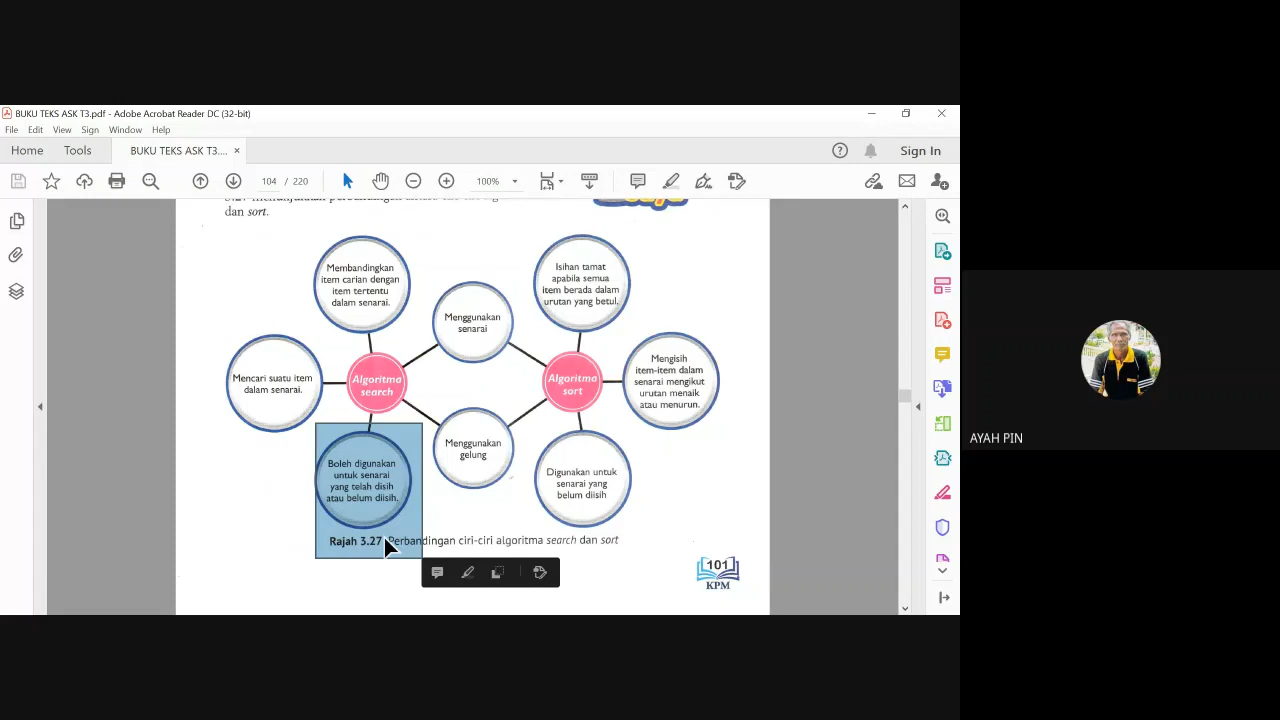 BUKU TEKS ASK T3.pdf - Adobe Acrobat Reader DC (32-bit)
File Edit View Sign Window Help
Home Tools BUKU TEKS ASK T3.... × Sign In
104 / 220 100%
dan sort.
Membandingkan
item carian dengan
item tertentu
dalam senarai.
Menggunakan
senarai
Isihan tamat
apabila semua
item berada dalam
urutan yang betul.
Mencari suatu item
dalam senarai.
Algoritma
search
Algoritma
sort
Mengisih
item-item dalam
senarai mengikut
urutan menaik
atau menurun.
Boleh digunakan
untuk senarai
yang telah disih
atau belum diisih.
Menggunakan
gelung
Digunakan untuk
senarai yang
belum diisih
Rajah 3.27 Perbandingan ciri-ciri algoritma search dan sort
101
KPM
AYAH PIN